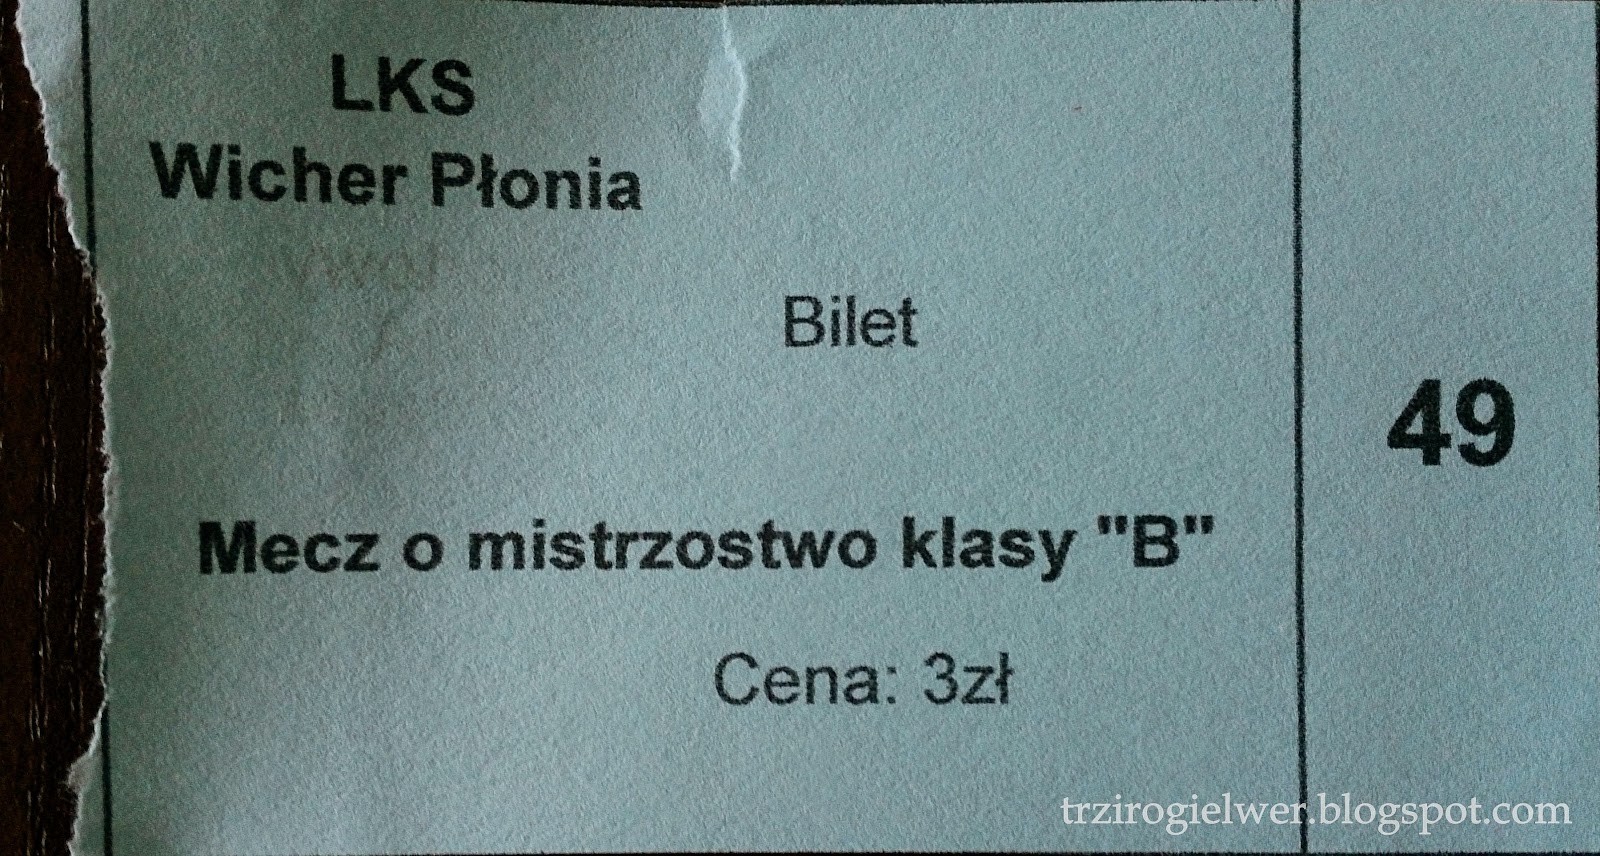 LKS
Wicher Płonia
Bilet
49
Mecz o mistrzostwo klasy "B"
Cena: 3zł
trzirogielwer.blogspot.com